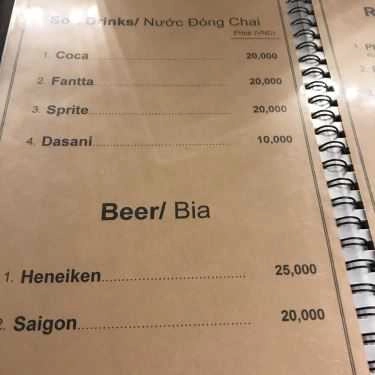 Drinks/ Nước Đóng Chai
Price (VND)
1. Coca 20,000
2. Fantta 20,000
3. Sprite 20,000
4. Dasani 10,000
Beer/ Bia
1. Heneiken 25,000
2. Saigon 20,000